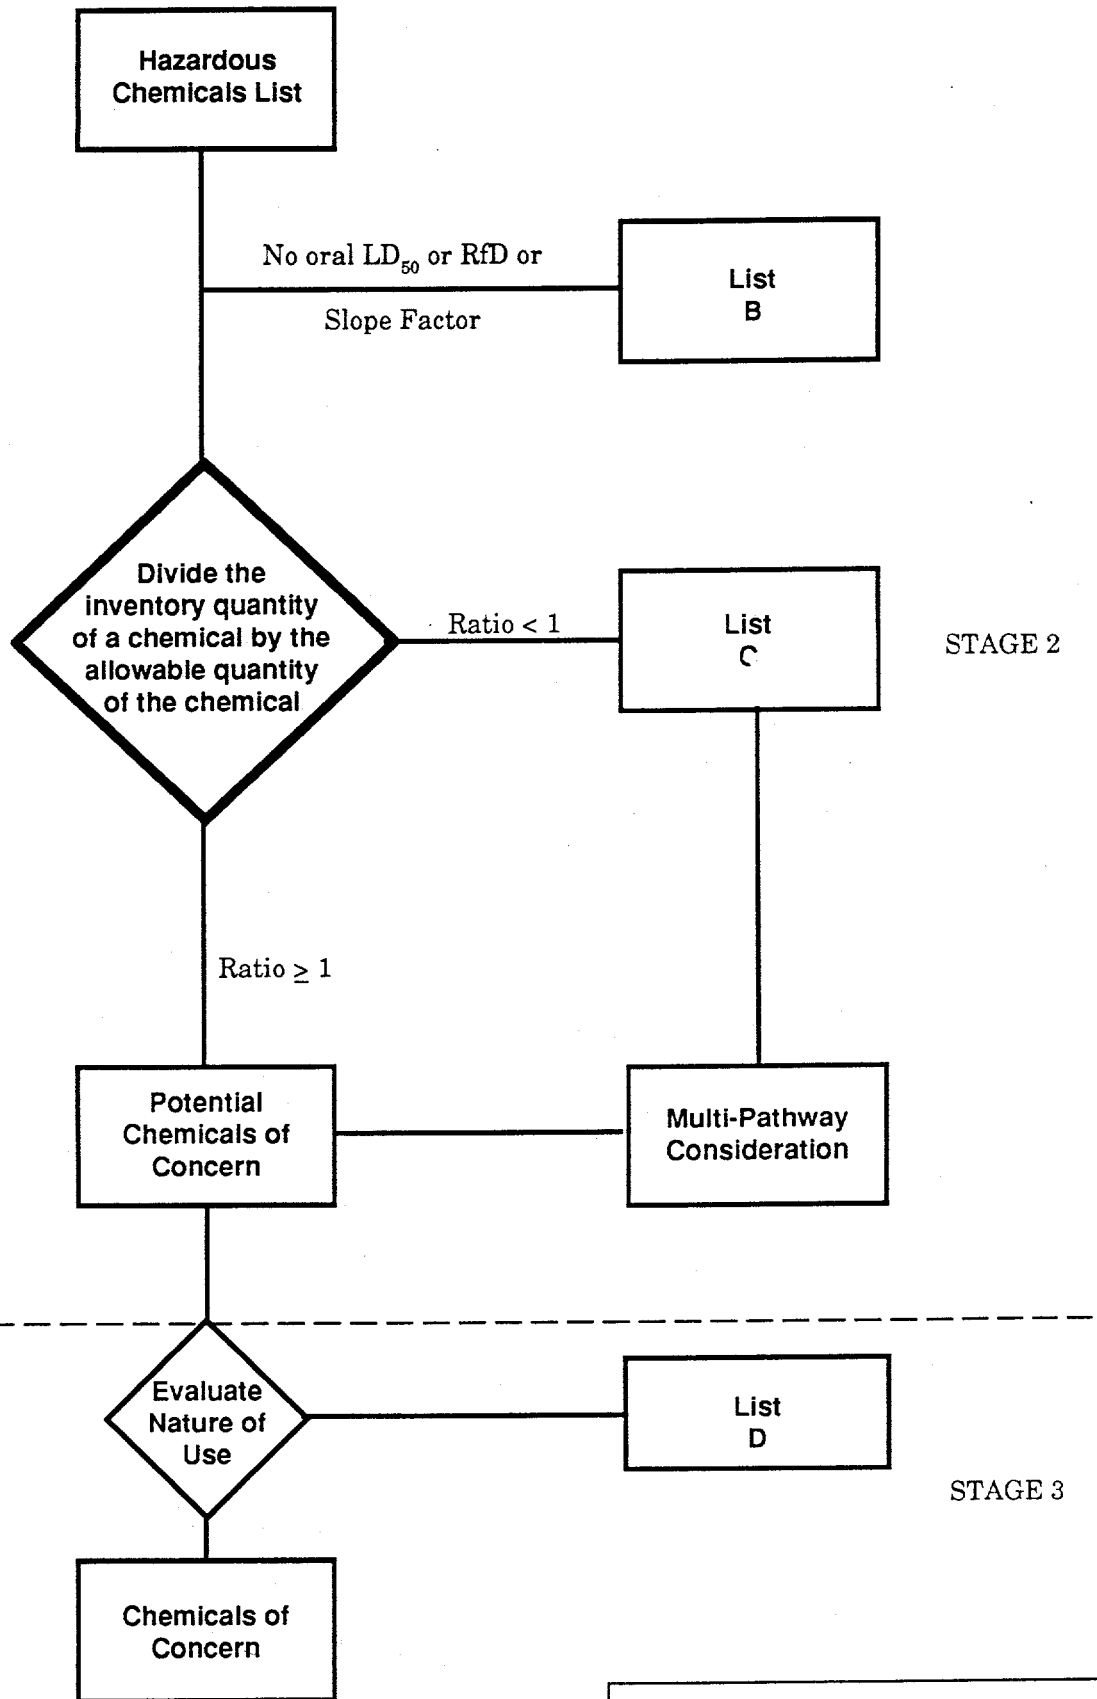 Hazardous
Chemicals List
No oral LD₅₀ or RfD or
Slope Factor
List
B
Divide the
inventory quantity
of a chemical by the
allowable quantity
of the chemical
Ratio < 1
List
C
STAGE 2
Ratio ≥ 1
Potential
Chemicals of
Concern
Multi-Pathway
Consideration
Evaluate
Nature of
Use
List
D
STAGE 3
Chemicals of
Concern